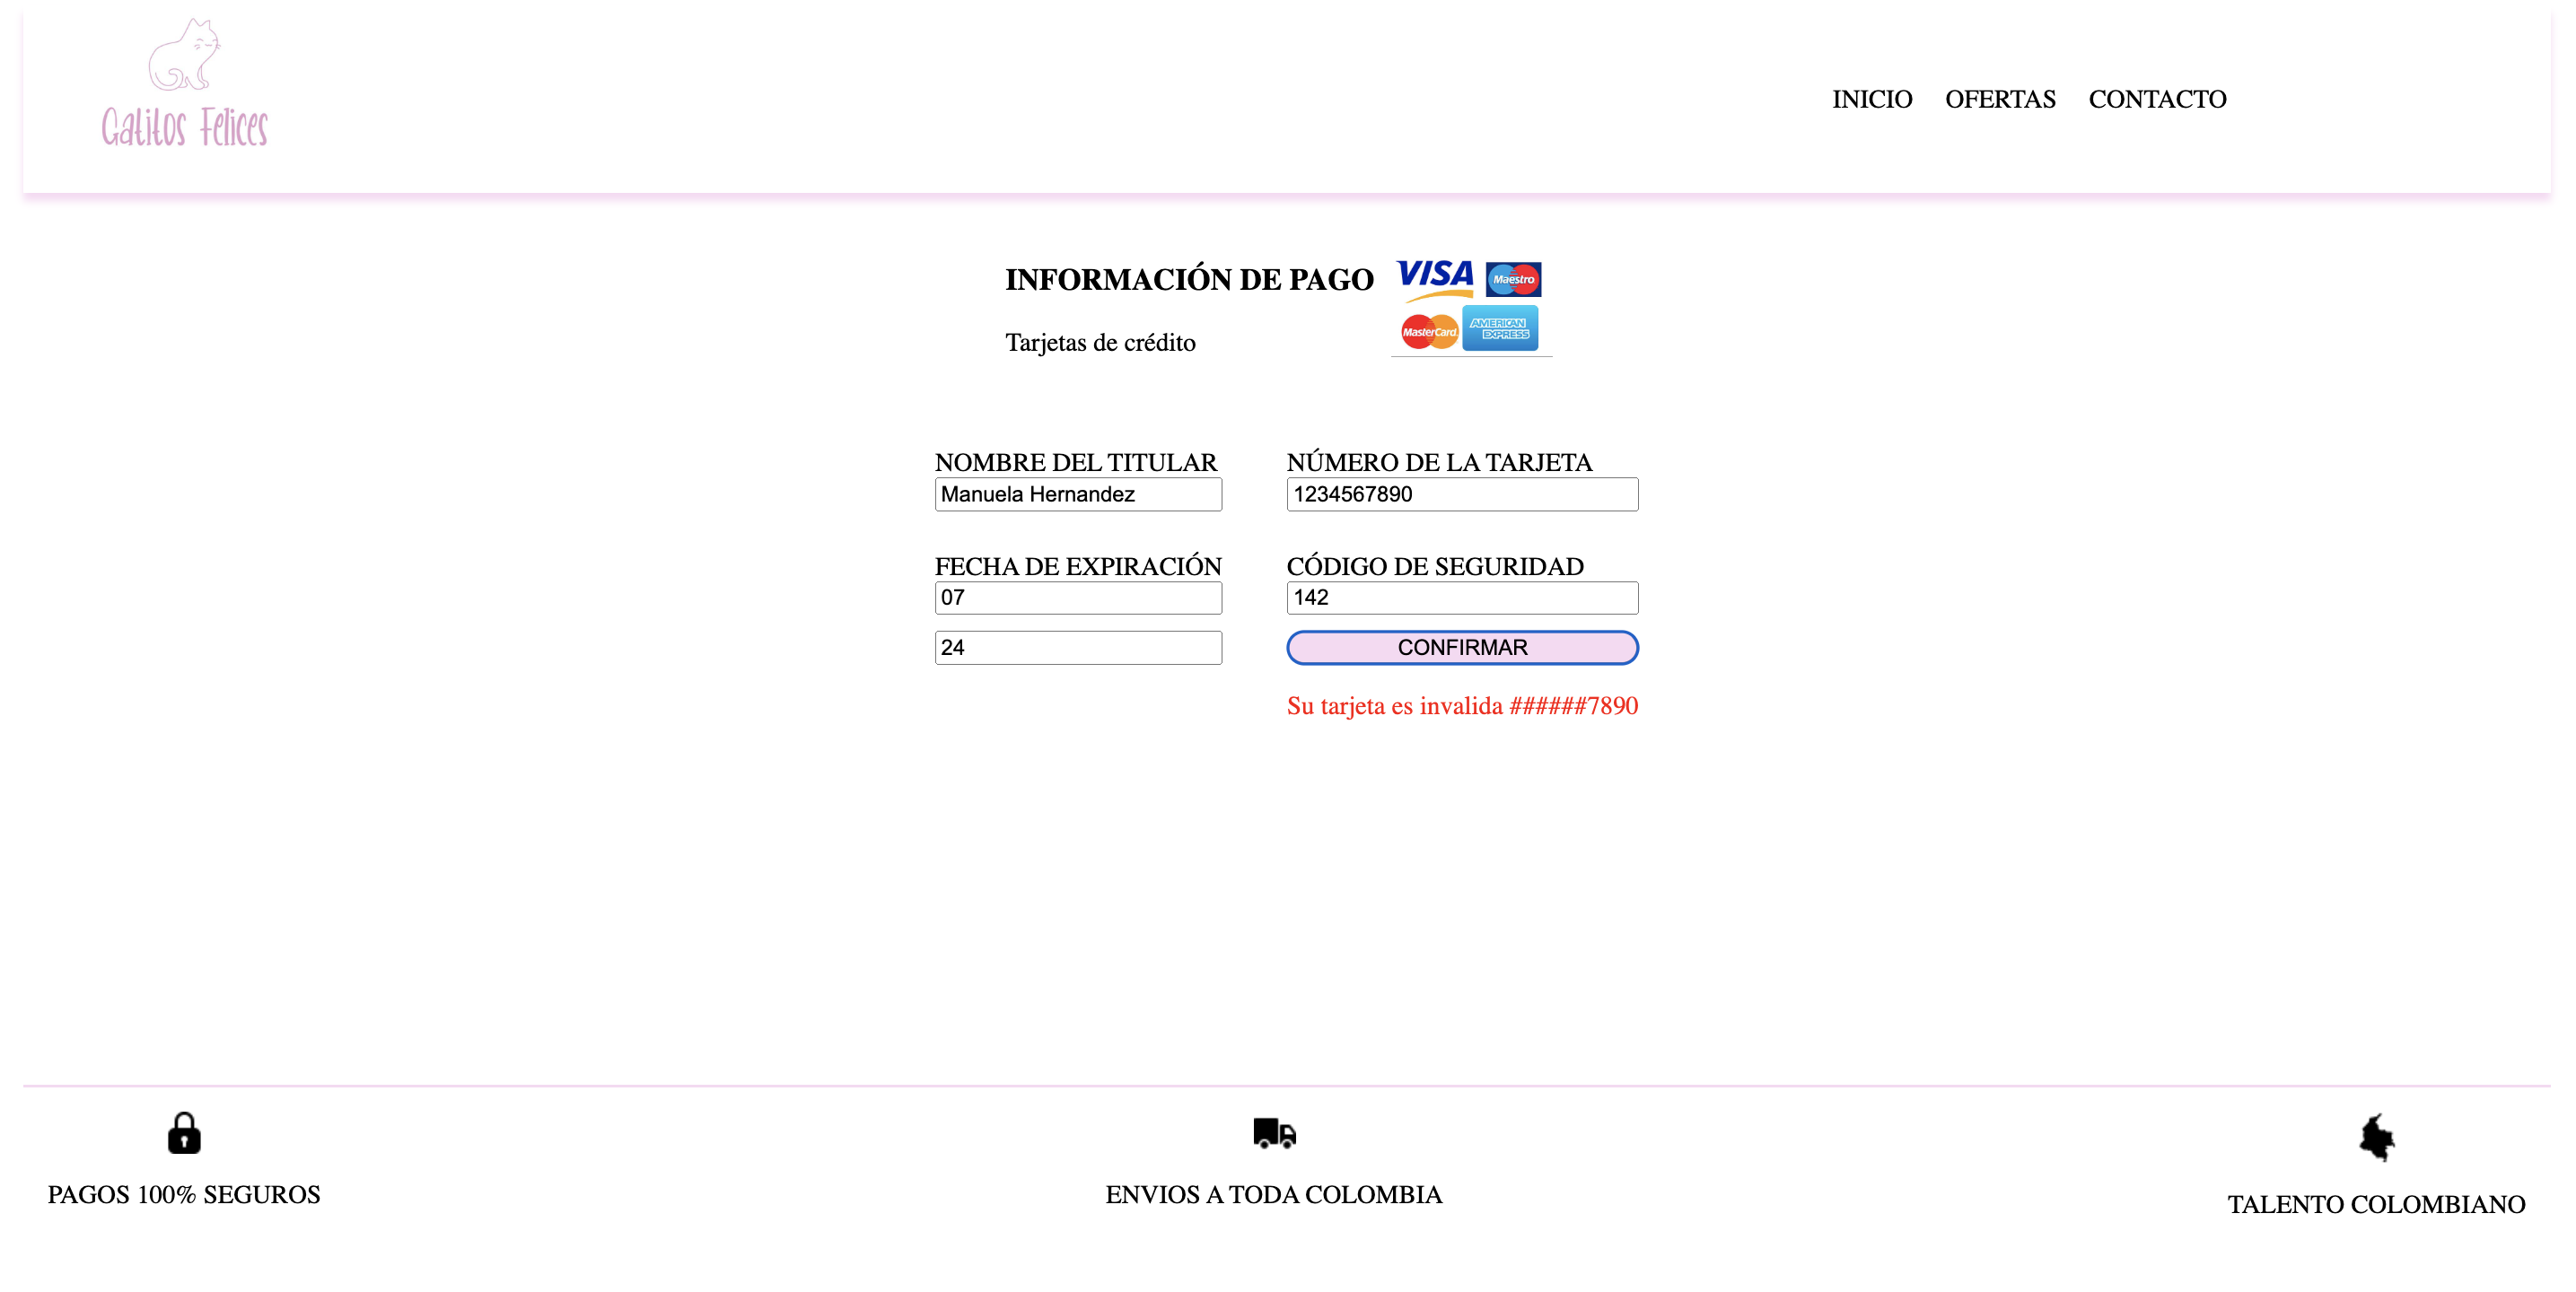 Gatitos Felices
INICIO OFERTAS CONTACTO
INFORMACIÓN DE PAGO
VISA Maestro
MasterCard AMERICAN EXPRESS
Tarjetas de crédito
NOMBRE DEL TITULAR
Manuela Hernandez
NÚMERO DE LA TARJETA
1234567890
FECHA DE EXPIRACIÓN
07
24
CÓDIGO DE SEGURIDAD
142
CONFIRMAR
Su tarjeta es invalida ######7890
PAGOS 100% SEGUROS
ENVIOS A TODA COLOMBIA
TALENTO COLOMBIANO